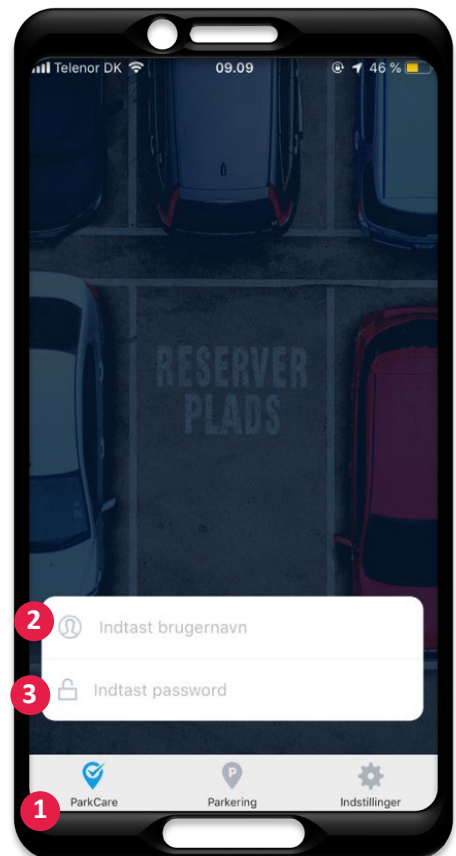 Telenor DK 09.09 46 %
RESERVER
PLADS
2 Indtast brugernavn
3 Indtast password
P
1 ParkCare Parkering Indstillinger